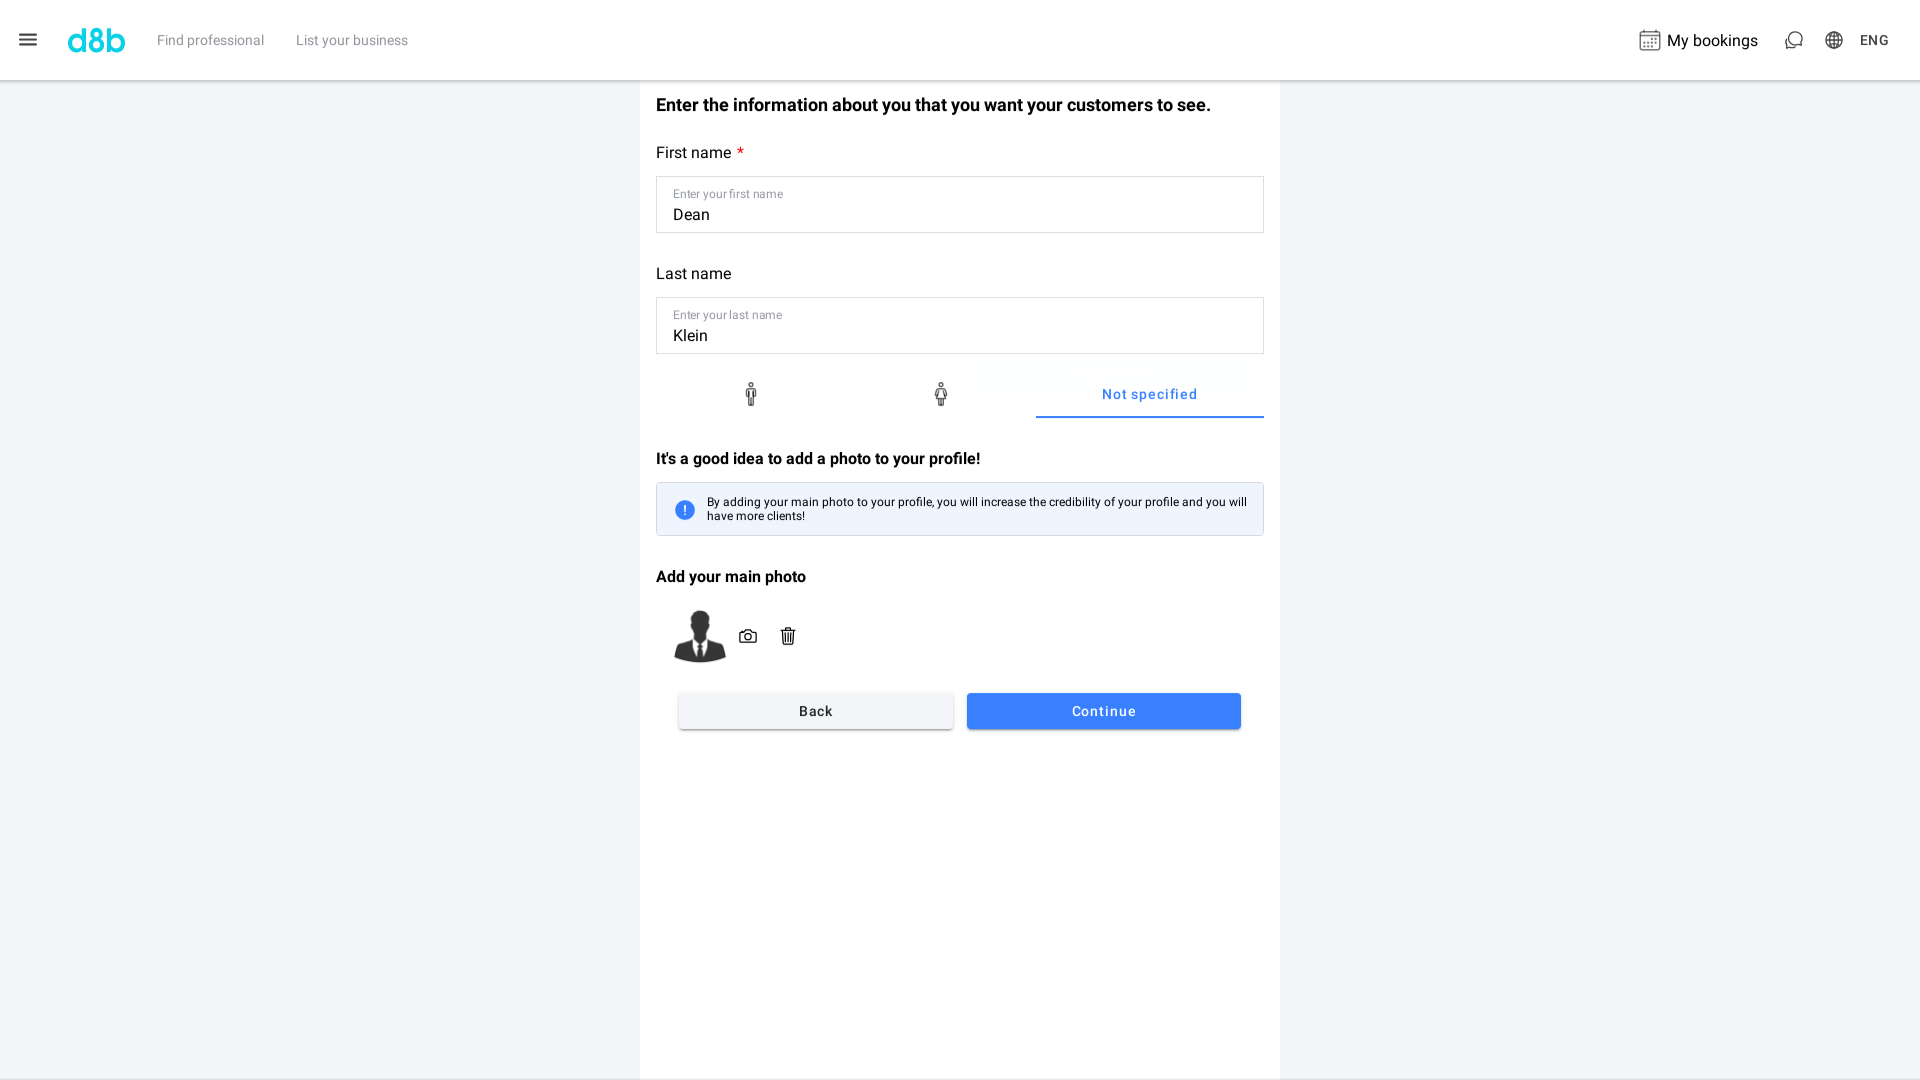 d8b
Find professional
List your business
My bookings
ENG
Enter the information about you that you want your customers to see.
First name *
Enter your first name
Dean
Last name
Enter your last name
Klein
Not specified
It's a good idea to add a photo to your profile!
By adding your main photo to your profile, you will increase the credibility of your profile and you will
have more clients!
Add your main photo
Back
Continue